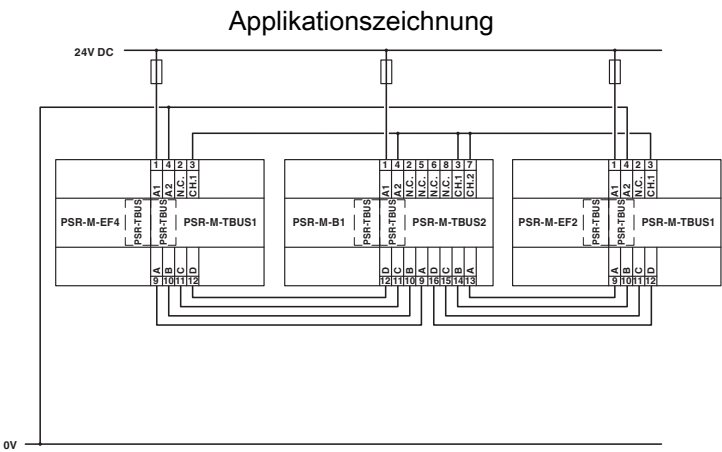 Applikationszeichnung
24V DC
1 4 2 3
A1 A2 N.C. CH.1
PSR-M-EF4 PSR-TBUS PSR-TBUS PSR-M-TBUS1
A B C D
9 10 11 12
1 4 2 5 6 8 3 7
A1 A2 N.C. N.C. N.C. N.C. CH.1 CH.2
PSR-M-B1 PSR-TBUS PSR-TBUS PSR-M-TBUS2
D C B A D C B A
12 11 10 9 16 15 14 13
1 4 2 3
A1 A2 N.C. CH.1
PSR-M-EF2 PSR-TBUS PSR-TBUS PSR-M-TBUS1
A B C D
9 10 11 12
0V